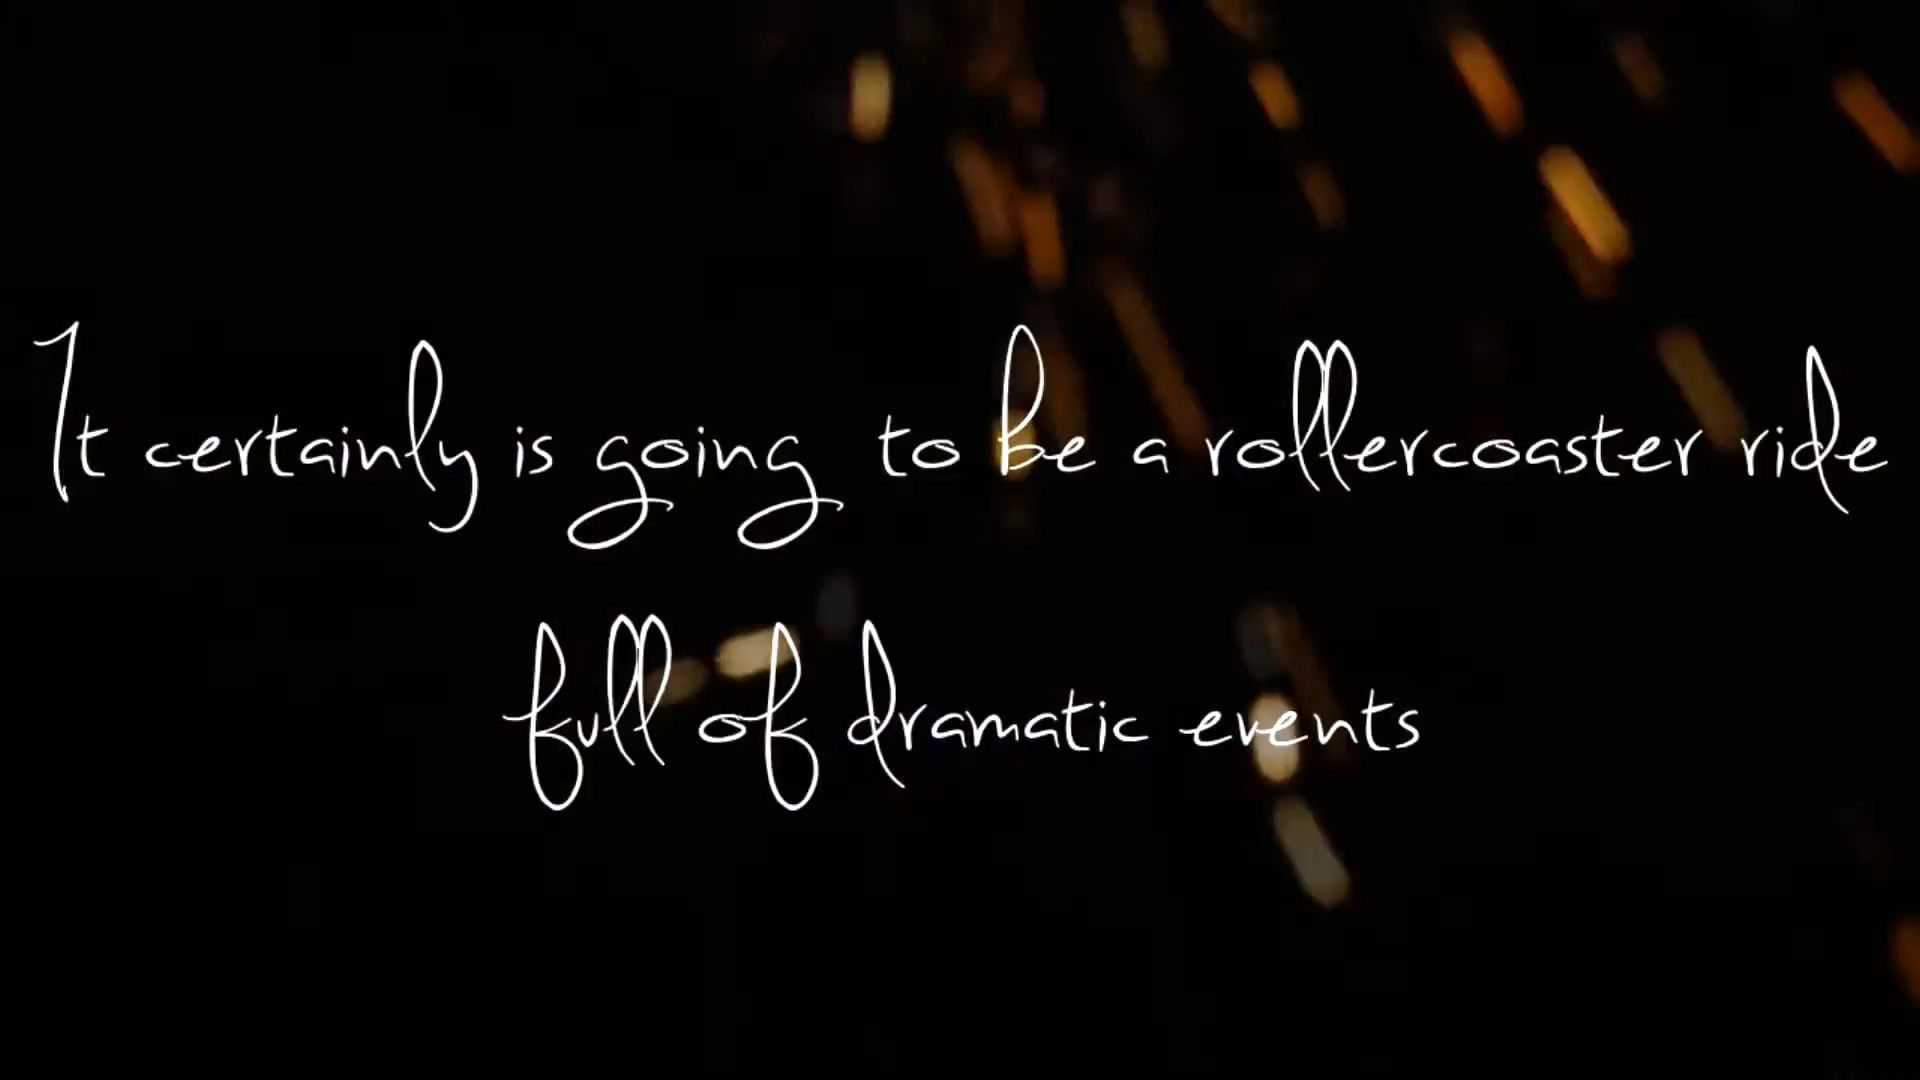 It certainly is going to be a rollercoaster ride
full of dramatic events